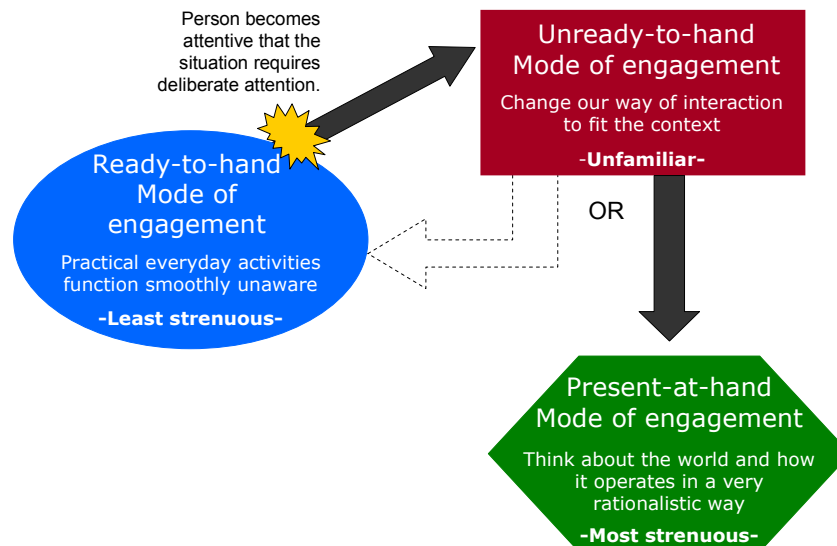 Person becomes
attentive that the
situation requires
deliberate attention.
Unready-to-hand
Mode of engagement
Change our way of interaction
to fit the context
-Unfamiliar-
Ready-to-hand
Mode of
engagement
Practical everyday activities
function smoothly unaware
-Least strenuous-
OR
Present-at-hand
Mode of engagement
Think about the world and how
it operates in a very
rationalistic way
-Most strenuous-